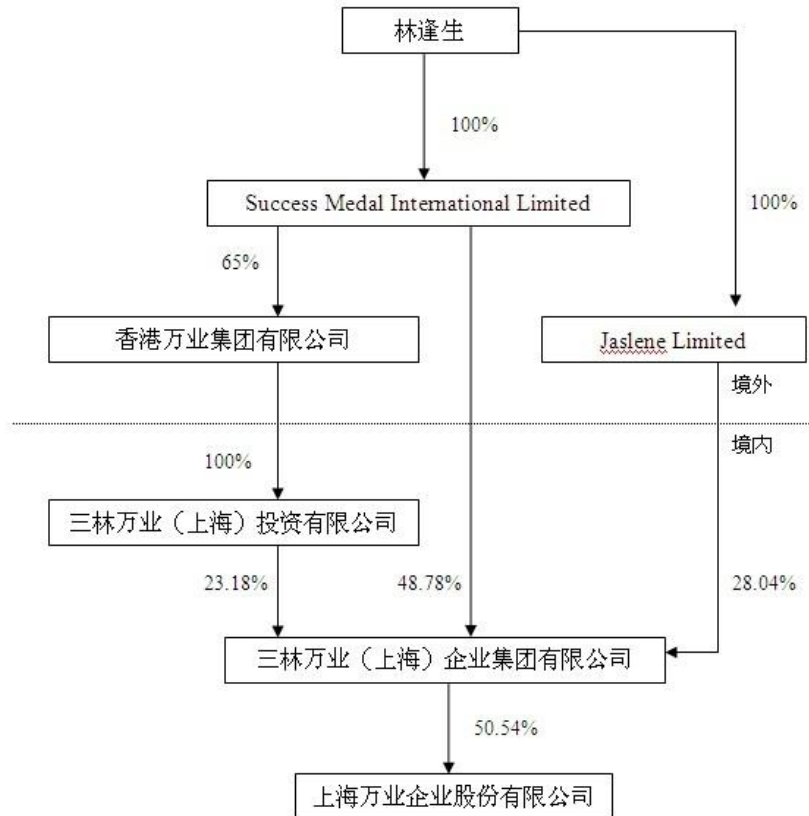 林逢生
100%
Success Medal International Limited
100%
65%
香港万业集团有限公司
Jaslene Limited
境外
境内
100%
三林万业（上海）投资有限公司
23.18%
48.78%
28.04%
三林万业（上海）企业集团有限公司
50.54%
上海万业企业股份有限公司